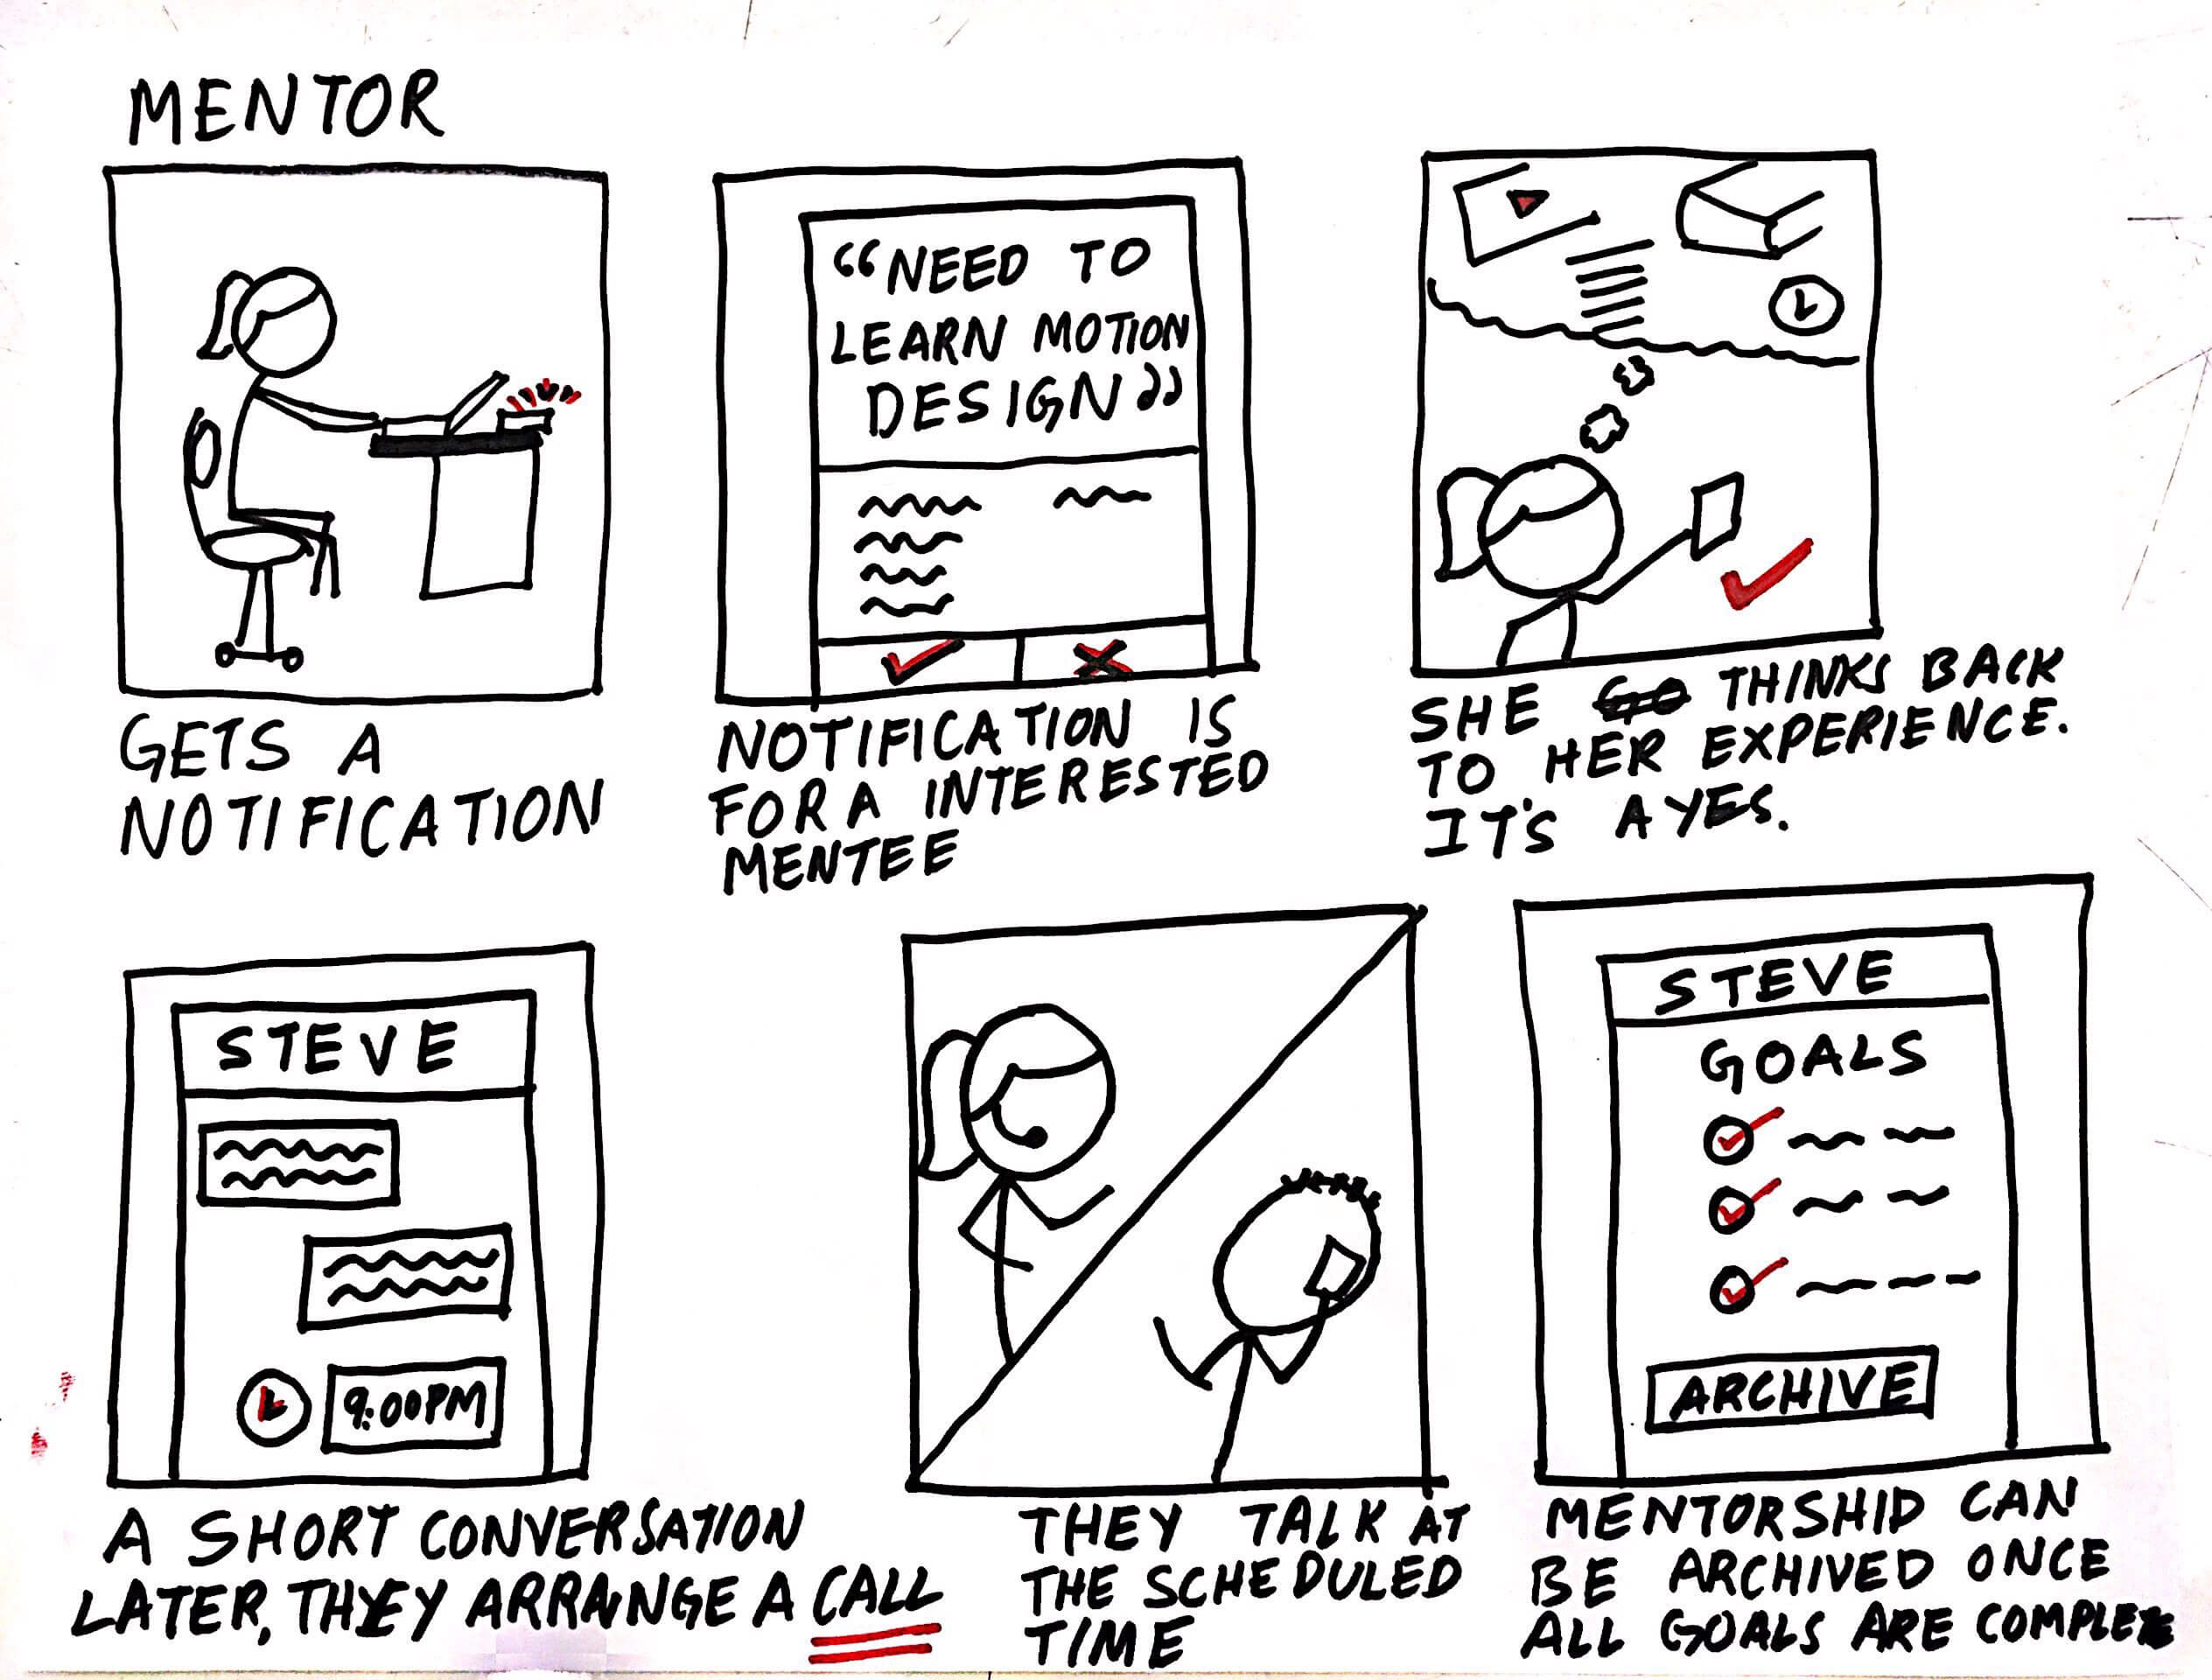 MENTOR
"NEED TO
LEARN MOTION
DESIGN"
GETS A
NOTIFICATION
NOTIFICATION IS
FOR A INTERESTED
MENTEE
SHE GO THINKS BACK
TO HER EXPERIENCE.
IT'S A YES.
STEVE
9:00PM
A SHORT CONVERSATION
LATER, THEY ARRANGE A CALL
THEY TALK AT
THE SCHEDULED
TIME
STEVE
GOALS
ARCHIVE
MENTORSHIP CAN
BE ARCHIVED ONCE
ALL GOALS ARE